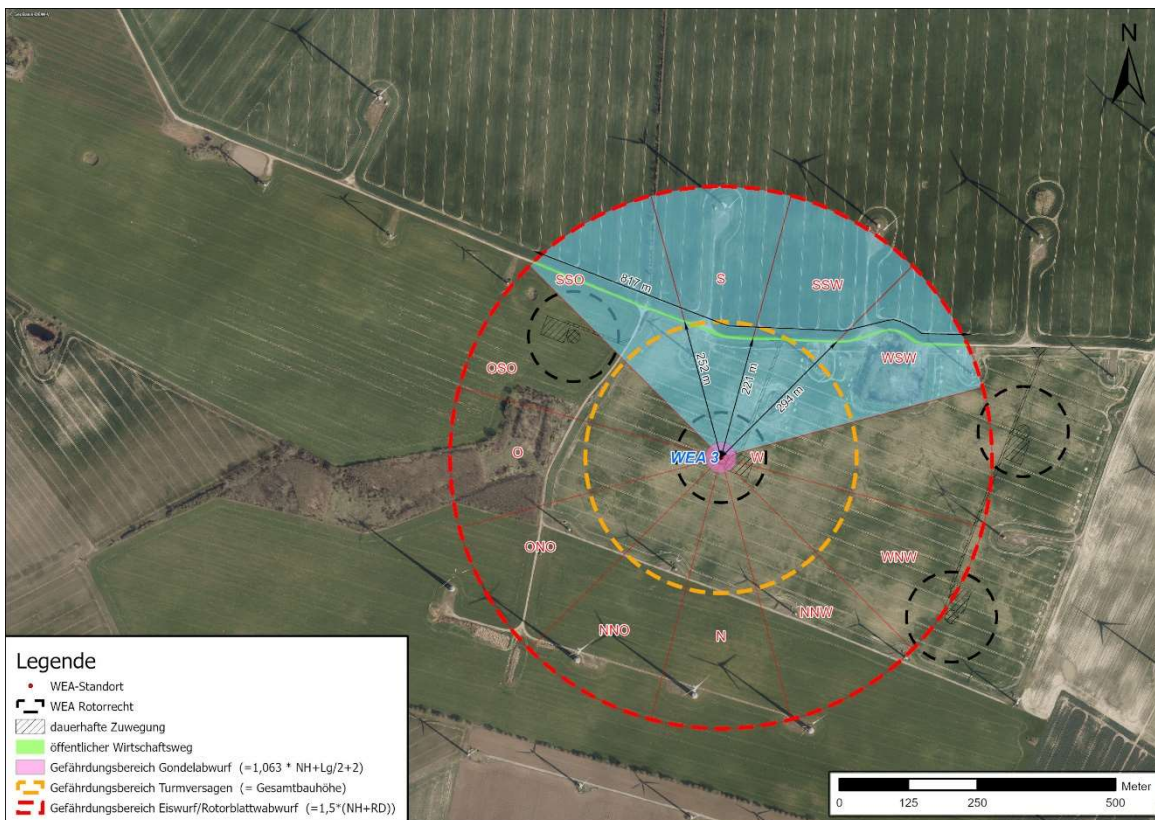 N
SSO
817 m
S
SSW
OSO
252 m
221 m
294 m
WSW
O
WEA 3
W
ONO
WNW
NNO
N
NNW
Legende
WEA-Standort
WEA Rotorrecht
dauerhafte Zuwegung
öffentlicher Wirtschaftsweg
Gefährdungsbereich Gondelabwurf (=1,063 * NH+Lg/2+2)
Gefährdungsbereich Turmversagen (= Gesamtbauhöhe)
Gefährdungsbereich Eiswurf/Rotorblattwabwurf (=1,5*(NH+RD))
Meter
0 125 250 500